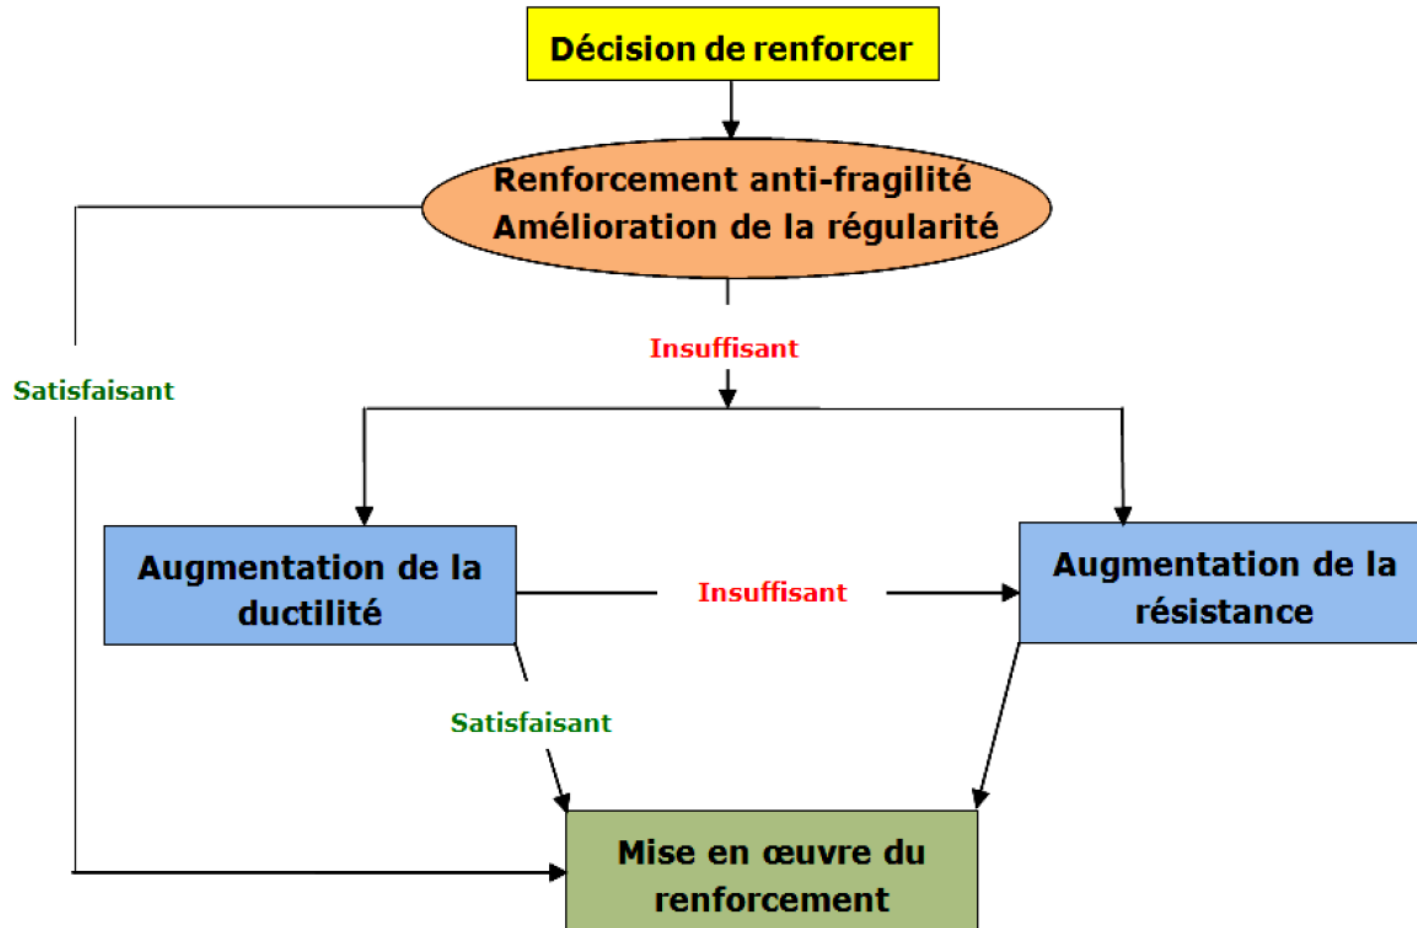 Décision de renforcer
Renforcement anti-fragilité
Amélioration de la régularité
Insuffisant
Satisfaisant
Augmentation de la
ductilité
Insuffisant
Augmentation de la
résistance
Satisfaisant
Mise en œuvre du
renforcement